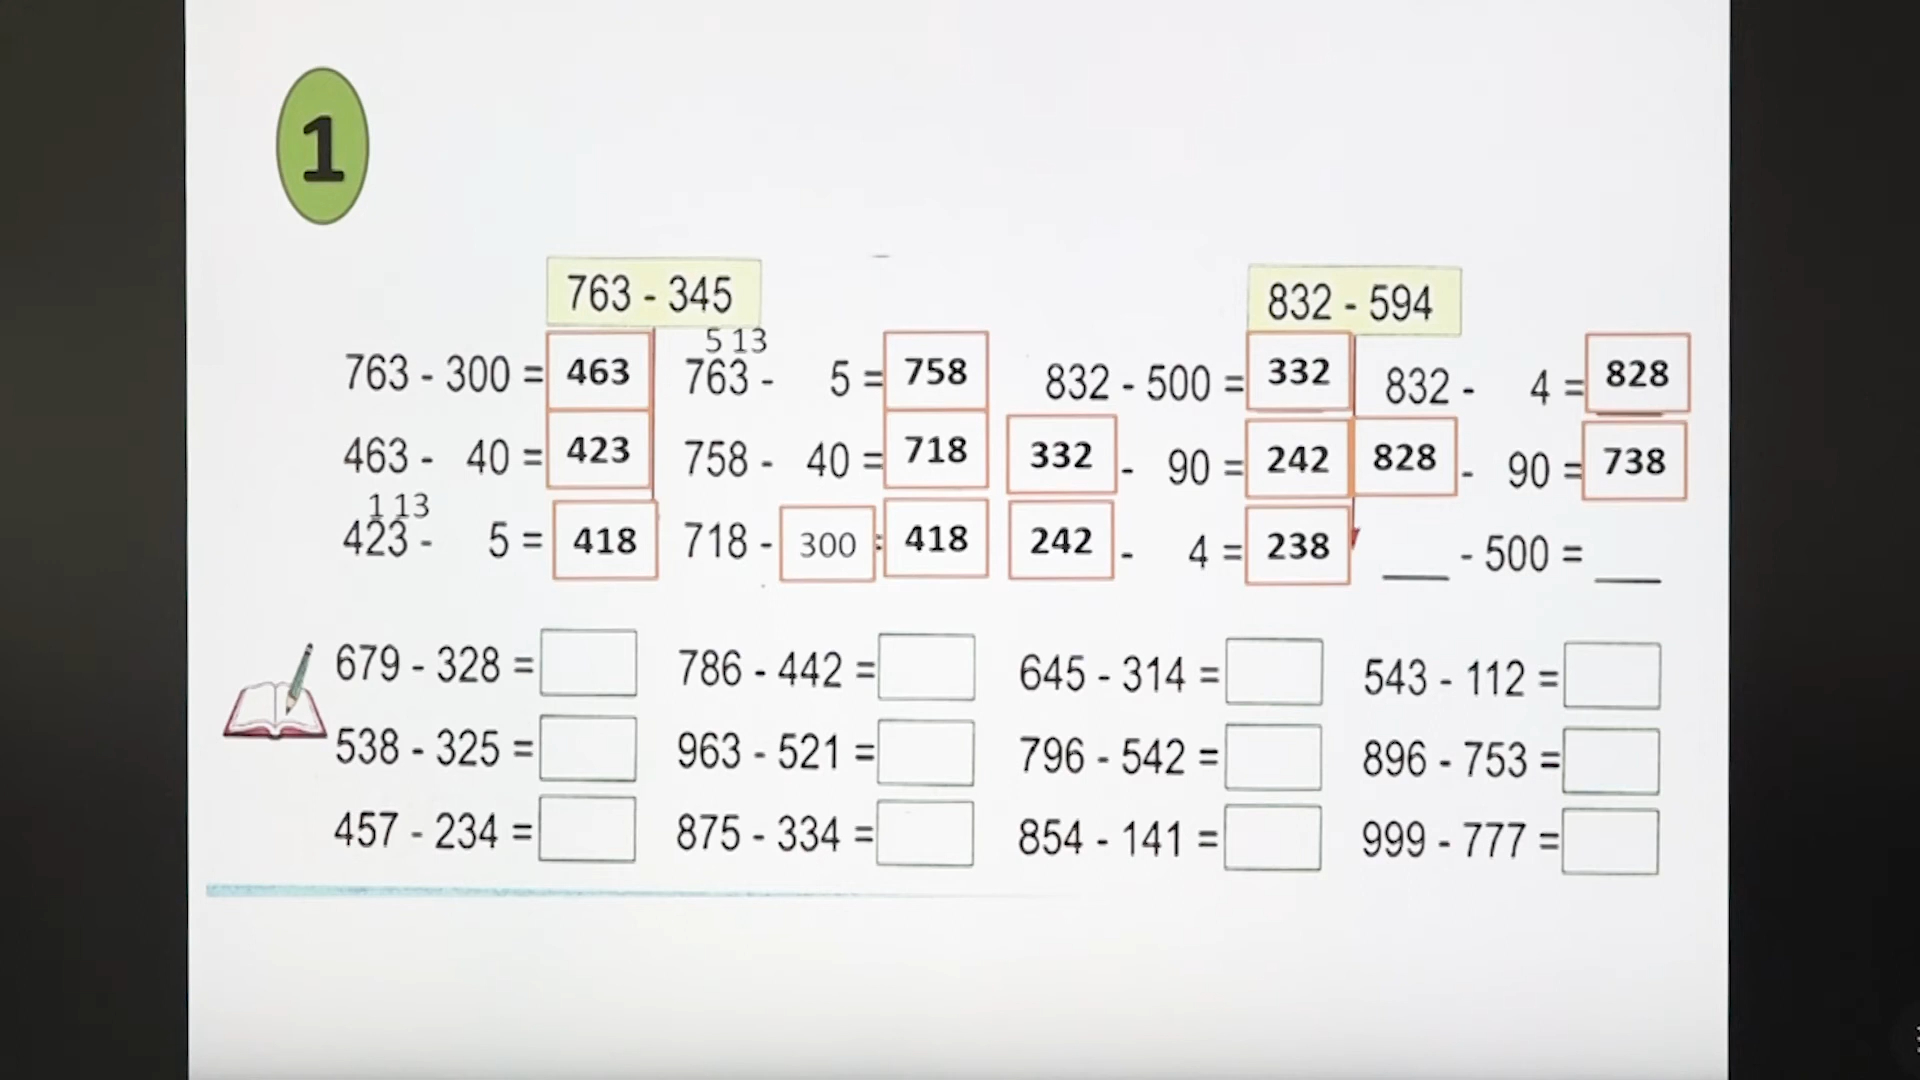 1
763 - 345
832 - 594
5 13
763 - 300 = 463 763 - 5 = 758 832 - 500 = 332 832 - 4 = 828
463 - 40 = 423 758 - 40 = 718 332 - 90 = 242 828 - 90 = 738
1 13
423 - 5 = 418 718 - 300 = 418 242 - 4 = 238 ___ - 500 = ___
679 - 328 = 786 - 442 = 645 - 314 = 543 - 112 =
538 - 325 = 963 - 521 = 796 - 542 = 896 - 753 =
457 - 234 = 875 - 334 = 854 - 141 = 999 - 777 =